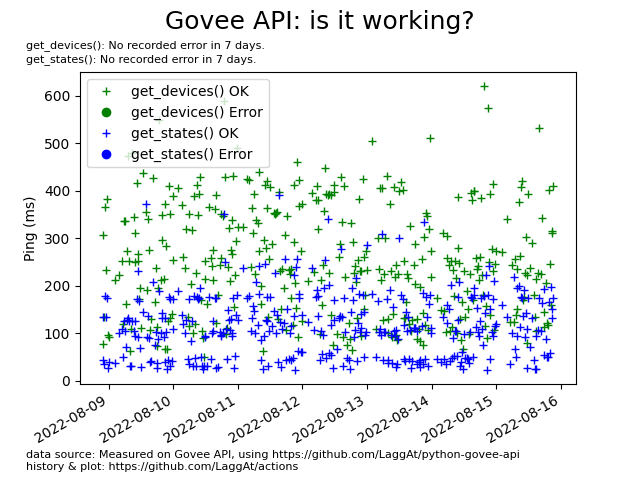 Govee API: is it working?
get_devices(): No recorded error in 7 days.
get_states(): No recorded error in 7 days.
get_devices() OK
get_devices() Error
get_states() OK
get_states() Error
Ping (ms)
600
500
400
300
200
100
0
2022-08-09
2022-08-10
2022-08-11
2022-08-12
2022-08-13
2022-08-14
2022-08-15
2022-08-16
data source: Measured on Govee API, using https://github.com/LaggAt/python-govee-api
history & plot: https://github.com/LaggAt/actions